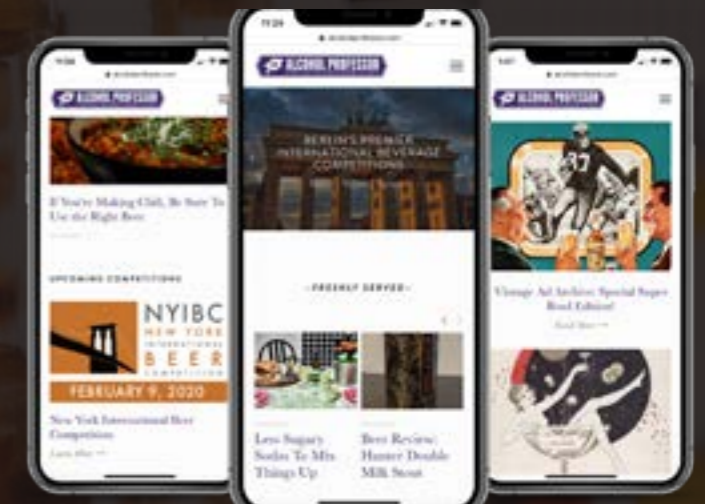 ALCOHOL PROFESSOR
If You're Making Chili, Be Sure To
Use the Right Beer
UPCOMING COMPETITIONS
NYIBC
NEW YORK
INTERNATIONAL
BEER
COMPETITION
FEBRUARY 9, 2020
New York International Beer
Competition
11:26
ALCOHOL PROFESSOR
BERLIN'S PREMIER
INTERNATIONAL BEVERAGE
COMPETITIONS
-FRESHLY SERVED-
Less Sugary
Sodas To Mix
Things Up
Beer Review:
Hunter Double
Milk Stout
ALCOHOL PROFESSOR
37
Vintage Ad Archive: Special Super
Bowl Edition!
Read More